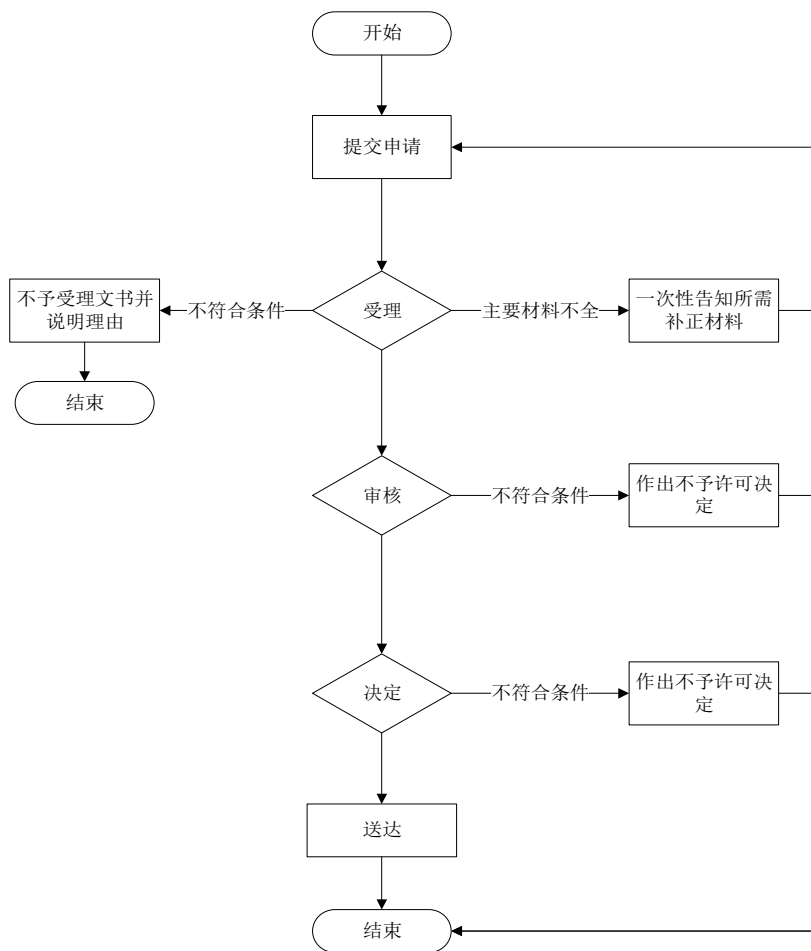 开始
提交申请
不予受理文书并
说明理由
不符合条件
受理
主要材料不全
一次性告知所需
补正材料
结束
审核
不符合条件
作出不予许可决
定
决定
不符合条件
作出不予许可决
定
送达
结束